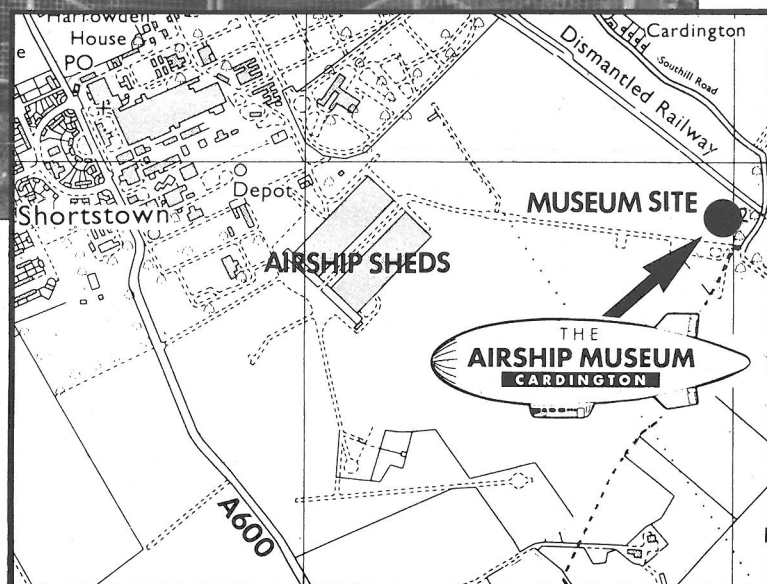 Harrowden
House
PO
e
Cardington
Southill Road
Dismantled Railway
Depot
Shortstown
MUSEUM SITE
AIRSHIP SHEDS
THE
AIRSHIP MUSEUM
CARDINGTON
A600